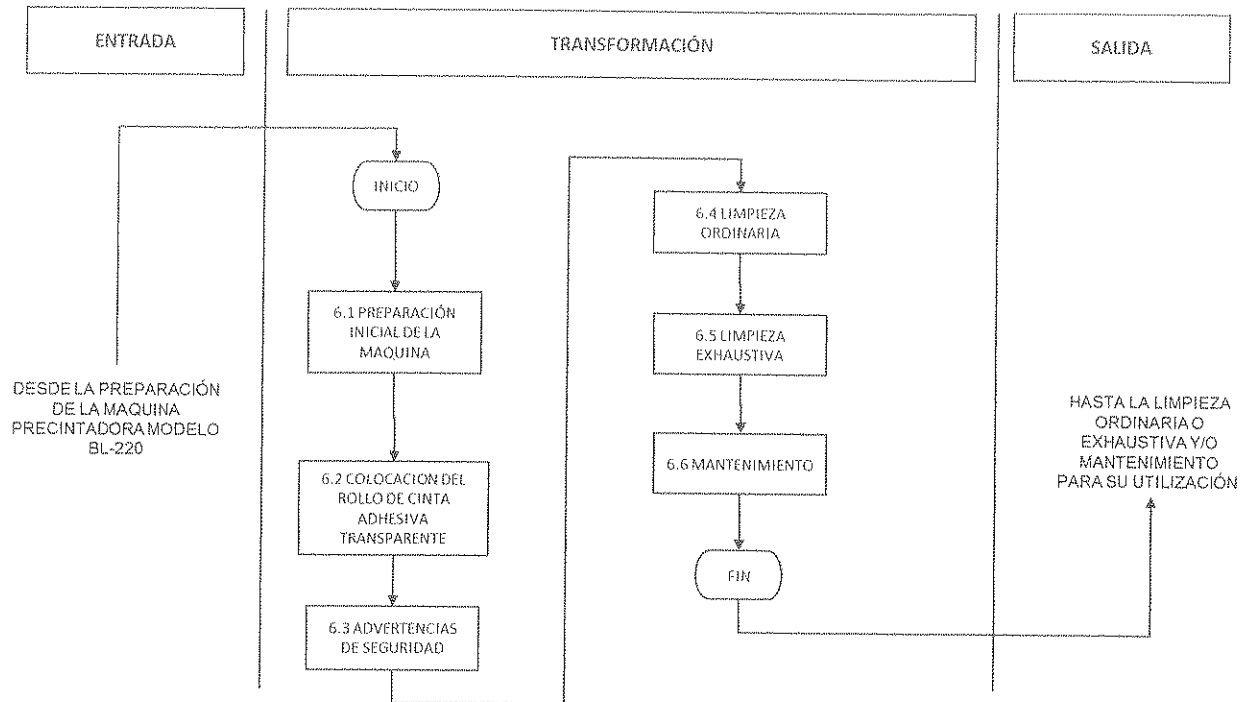 ENTRADA
TRANSFORMACIÓN
SALIDA
DESDE LA PREPARACIÓN
DE LA MAQUINA
PRECINTADORA MODELO
BL-220
INICIO
6.1 PREPARACIÓN
INICIAL DE LA
MAQUINA
6.2 COLOCACION DEL
ROLLO DE CINTA
ADHESIVA
TRANSPARENTE
6.3 ADVERTENCIAS
DE SEGURIDAD
6.4 LIMPIEZA
ORDINARIA
6.5 LIMPIEZA
EXHAUSTIVA
6.6 MANTENIMIENTO
FIN
HASTA LA LIMPIEZA
ORDINARIA O
EXHAUSTIVA Y/O
MANTENIMIENTO
PARA SU UTILIZACIÓN